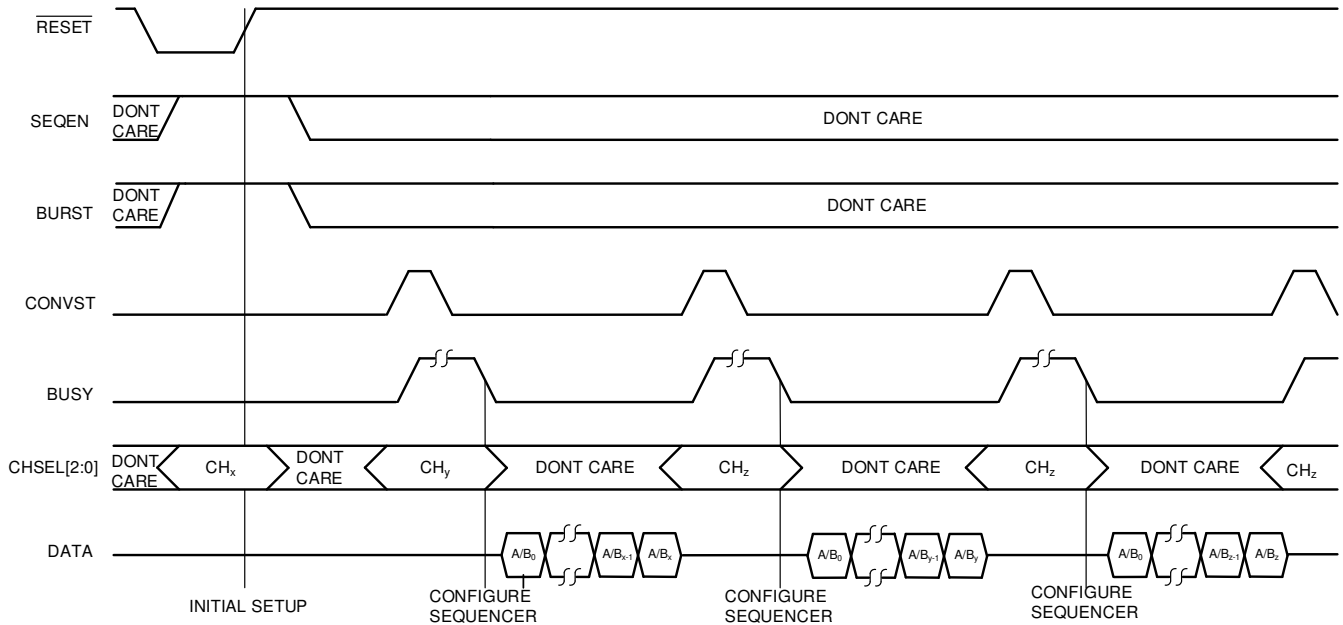 RESET
SEQEN
DONT
CARE
DONT CARE
BURST
DONT
CARE
DONT CARE
CONVST
BUSY
CHSEL[2:0]
DONT
CARE
CHx
DONT
CARE
CHy
DONT CARE
CHz
DONT CARE
CHz
DONT CARE
CHz
DATA
A/B0
A/Bx-1
A/Bx
A/B0
A/By-1
A/By
A/B0
A/Bz-1
A/Bz
INITIAL SETUP
CONFIGURE
SEQUENCER
CONFIGURE
SEQUENCER
CONFIGURE
SEQUENCER